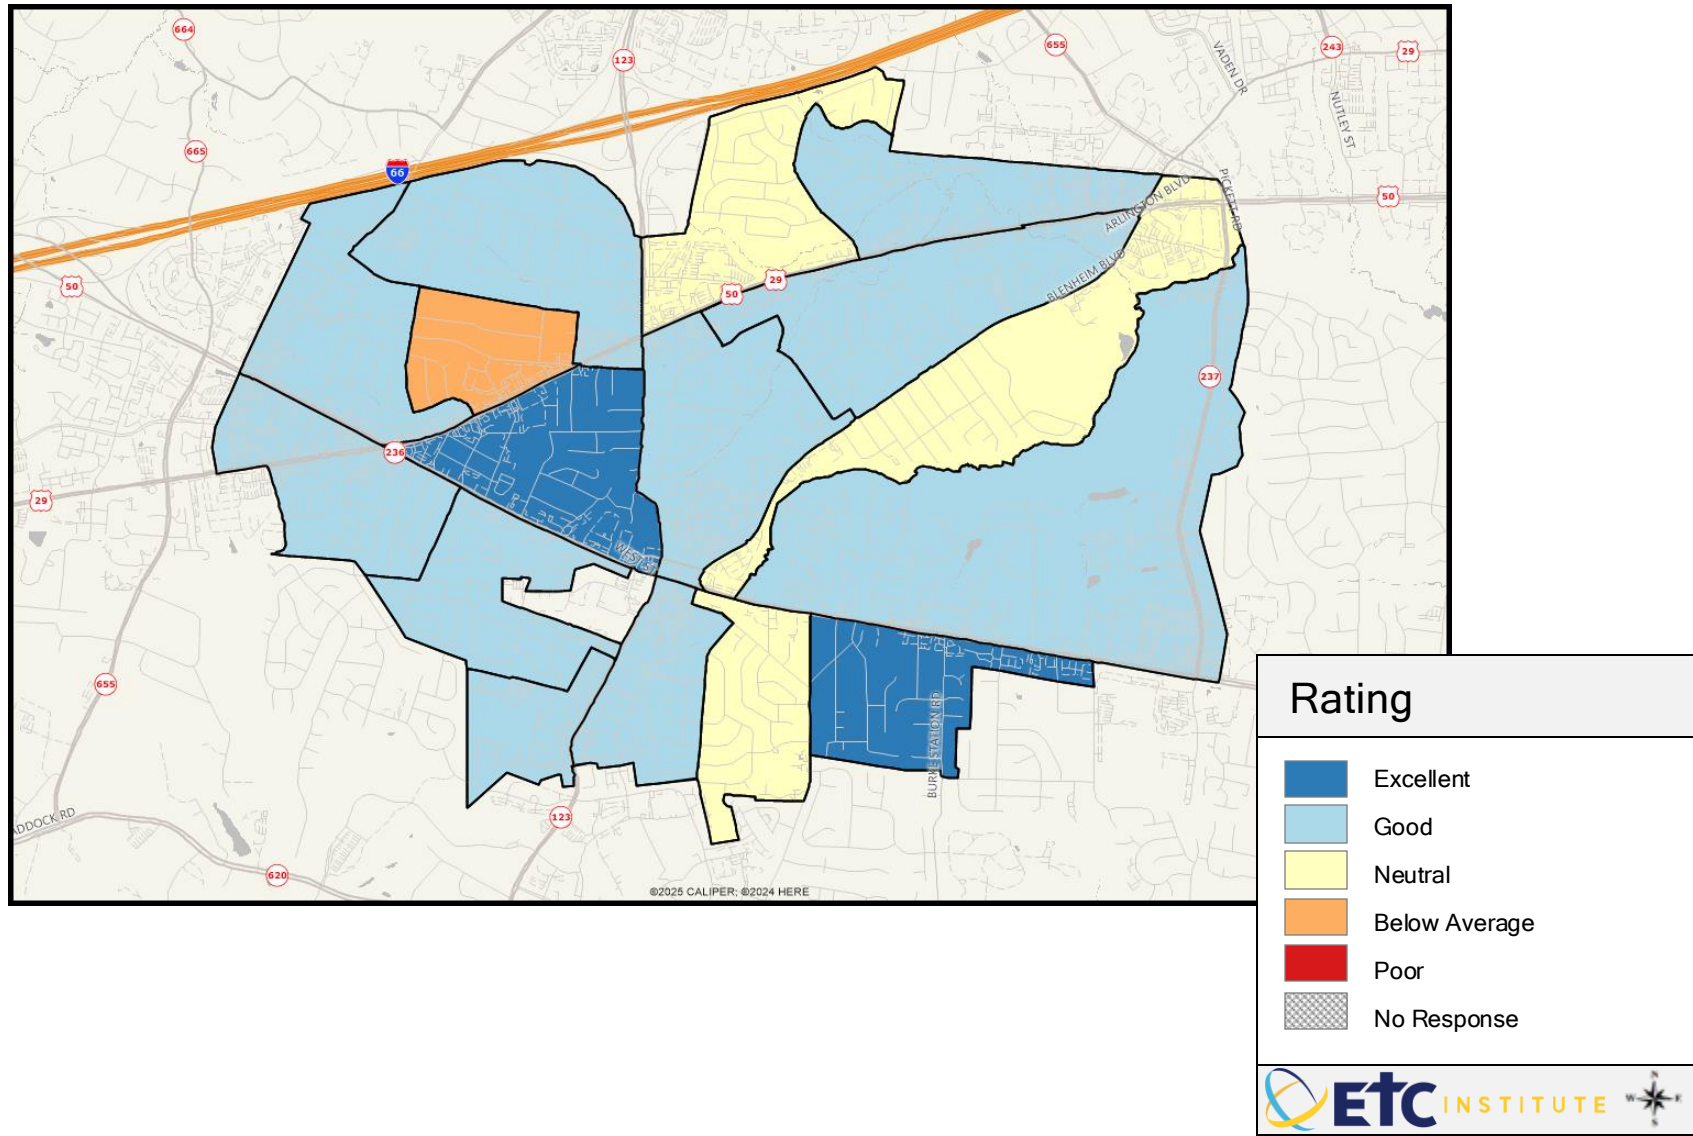 664
123
655
VADEN DR
243
29
NUTLEY ST
665
66
PICKETT RD
50
ARLINGTON BLVD
50
29
50
BLENHEIM BLVD
237
236
29
WEST ST
655
BURKE STATION RD
123
ADDOCK RD
620
©2025 CALIPER; ©2024 HERE
Rating
Excellent
Good
Neutral
Below Average
Poor
No Response
ETC INSTITUTE
N
W E
S